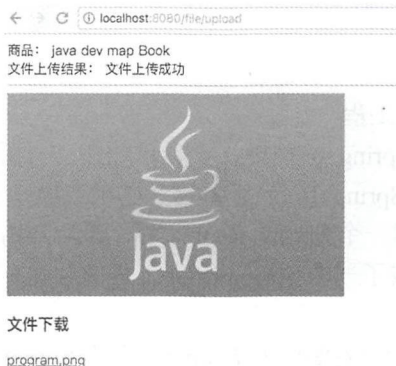 localhost:8080/file/upload
商品： java dev map Book
文件上传结果： 文件上传成功
Java
文件下载
program.png